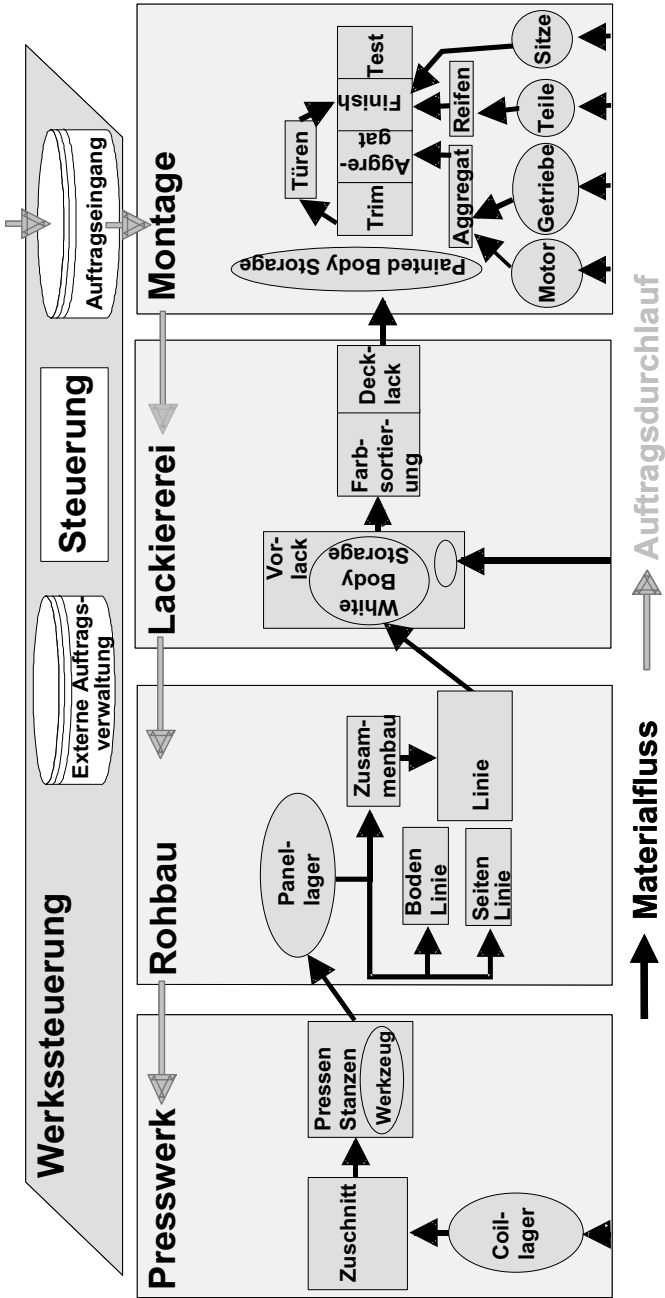 Werkssteuerung
Externe Auftrags-
verwaltung
Steuerung
Auftragseingang
Presswerk
Zuschnitt
Coil-
lager
Pressen
Stanzen
Werkzeug
Rohbau
Panel-
lager
Boden
Linie
Seiten
Linie
Zusam-
menbau
Linie
Lackiererei
Vor-
lack
White
Body
Storage
Farb-
sortier-
ung
Deck-
lack
Montage
Painted Body Storage
Trim
Aggre-
gat
Finish
Test
Türen
Aggregat
Reifen
Motor
Getriebe
Teile
Sitze
Materialfluss
Auftragsdurchlauf